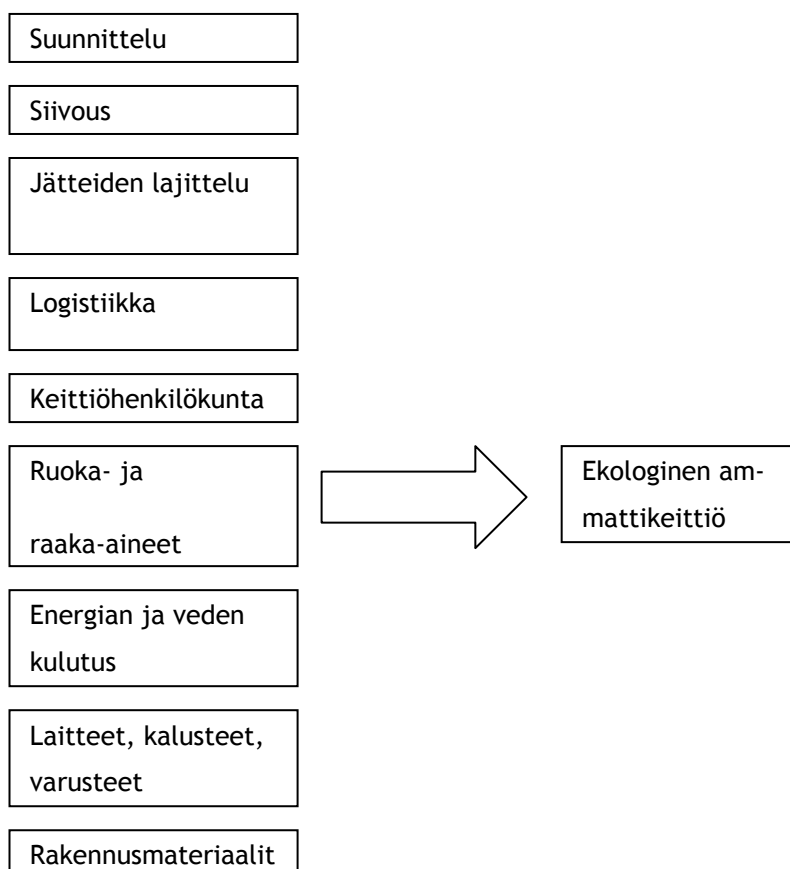 Suunnittelu
Siivous
Jätteiden lajittelu
Logistiikka
Keittiöhenkilökunta
Ruoka- ja
raaka-aineet
Ekologinen am-
mattikeittiö
Energian ja veden
kulutus
Laitteet, kalusteet,
varusteet
Rakennusmateriaalit